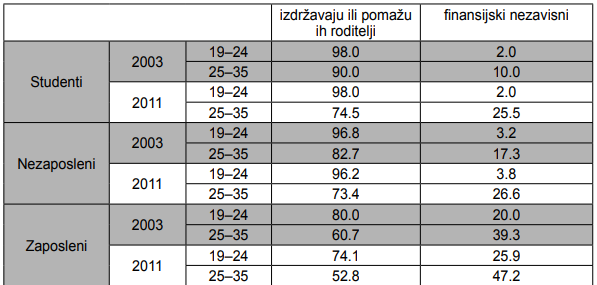 izdržavaju ili pomažu finansijski nezavisni
ih roditelji
Studenti 2003 19–24 98.0 2.0
25–35 90.0 10.0
2011 19–24 98.0 2.0
25–35 74.5 25.5
Nezaposleni 2003 19–24 96.8 3.2
25–35 82.7 17.3
2011 19–24 96.2 3.8
25–35 73.4 26.6
Zaposleni 2003 19–24 80.0 20.0
25–35 60.7 39.3
2011 19–24 74.1 25.9
25–35 52.8 47.2